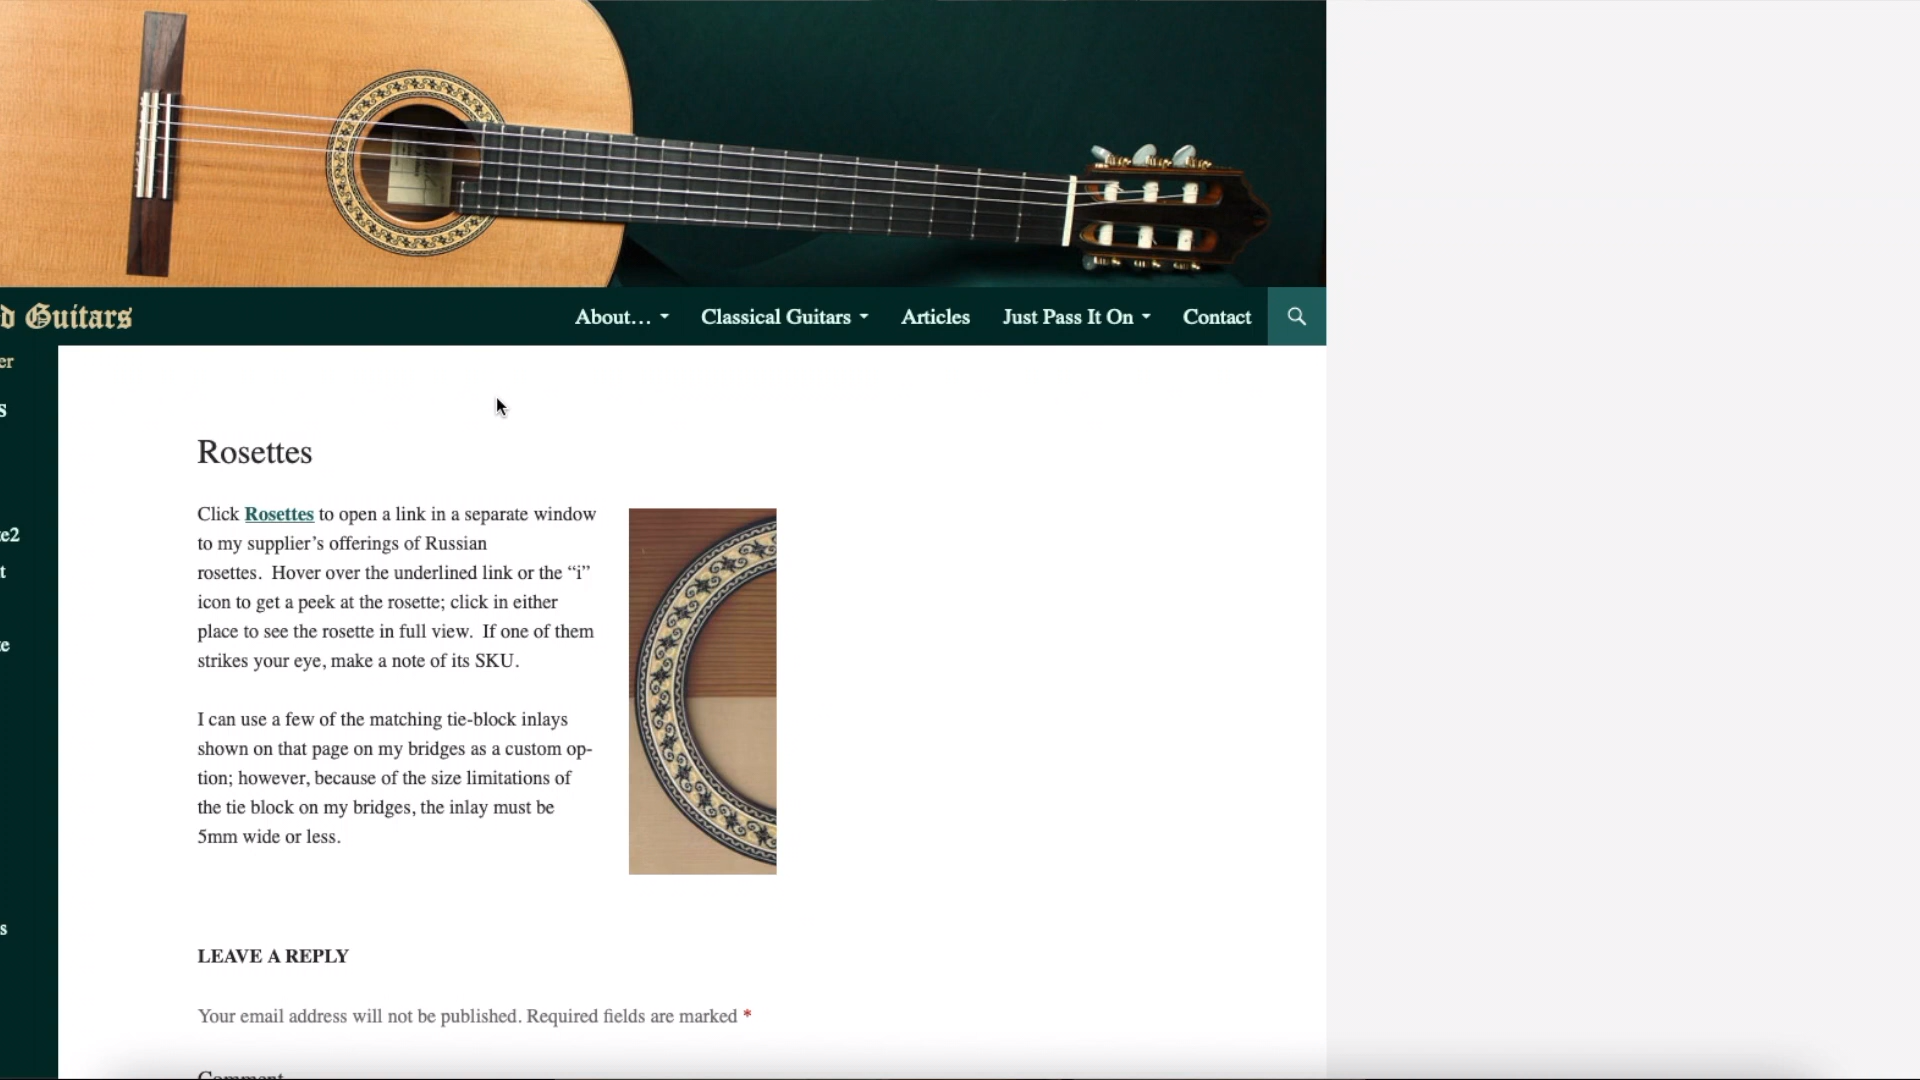 d Guitars
About...
Classical Guitars
Articles
Just Pass It On
Contact
er
s
e2
t
e
s
Rosettes
Click Rosettes to open a link in a separate window
to my supplier’s offerings of Russian
rosettes.  Hover over the underlined link or the “i”
icon to get a peek at the rosette; click in either
place to see the rosette in full view.  If one of them
strikes your eye, make a note of its SKU.
I can use a few of the matching tie-block inlays
shown on that page on my bridges as a custom op-
tion; however, because of the size limitations of
the tie block on my bridges, the inlay must be
5mm wide or less.
LEAVE A REPLY
Your email address will not be published. Required fields are marked *
Comment